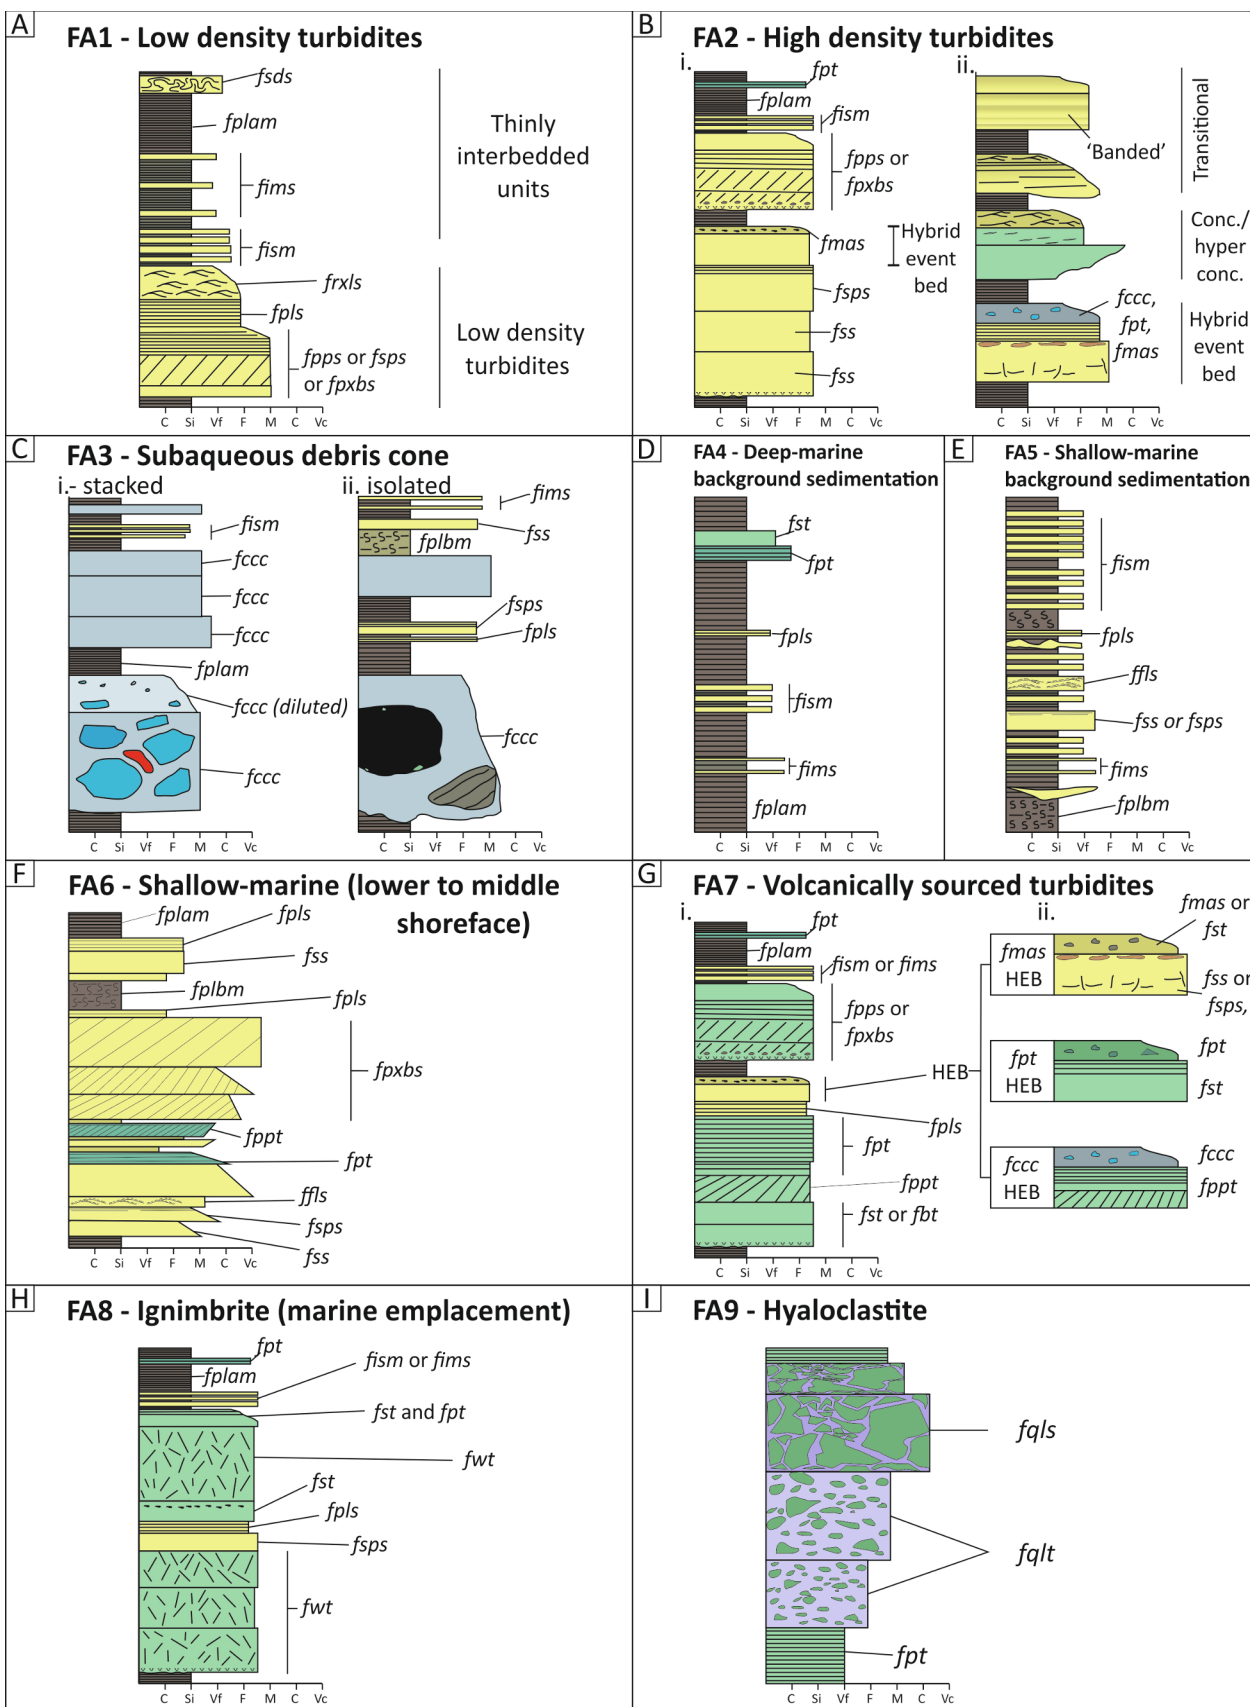 A
FA1 - Low density turbidites
fsds
fplam
fims
fism
frxls
fpls
fpps or fsps
or fpxbs
Thinly
interbedded
units
Low density
turbidites
C Si Vf F M C Vc
B
FA2 - High density turbidites
i.
fpt
fplam
fism
fpps or
fpxbs
fmas
Hybrid
event
bed
fsps
fss
fss
C Si Vf F M C Vc
ii.
'Banded'
Transitional
Conc./
hyper
conc.
fccc,
fpt,
fmas
Hybrid
event
bed
C Si Vf F M C Vc
C
FA3 - Subaqueous debris cone
i.- stacked
fism
fccc
fccc
fccc
fplam
fccc (diluted)
fccc
C Si Vf F M C Vc
ii. isolated
fims
fss
fplbm
fsps
fpls
fccc
C Si Vf F M C Vc
D
FA4 - Deep-marine
background sedimentation
fst
fpt
fpls
fism
fims
fplam
C Si Vf F M C Vc
E
FA5 - Shallow-marine
background sedimentation
fism
fpls
ffls
fss or fsps
fims
fplbm
C Si Vf F M C Vc
F
FA6 - Shallow-marine (lower to middle
shoreface)
fplam
fpls
fss
fplbm
fpls
fpxbs
fppt
fpt
ffls
fsps
fss
C Si Vf F M C Vc
G
FA7 - Volcanically sourced turbidites
i.
fpt
fplam
fism or fims
fpps or
fpxbs
HEB
fpls
fpt
fppt
fst or fbt
C Si Vf F M C Vc
ii.
fmas or
fst
fmas
HEB
fss or
fsps,
fpt
HEB
fpt
fst
fccc
HEB
fccc
fppt
H
FA8 - Ignimbrite (marine emplacement)
fpt
fplam
fism or fims
fst and fpt
fwt
fst
fpls
fsps
fwt
C Si Vf F M C Vc
I
FA9 - Hyaloclastite
fqls
fqlt
fpt
C Si Vf F M C Vc